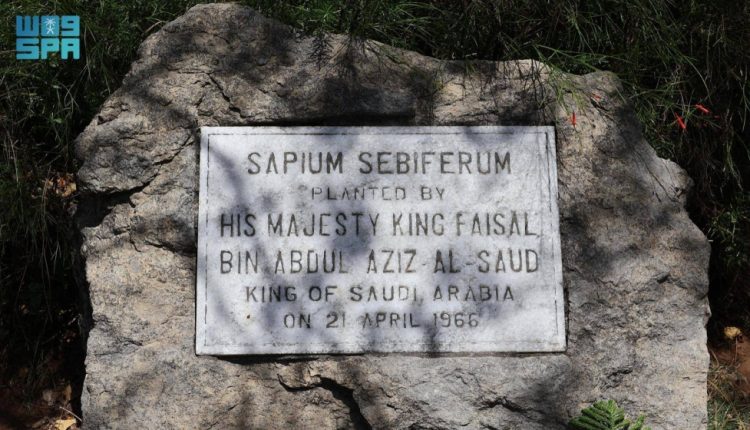 واس
SPA
SAPIUM SEBIFERUM
PLANTED BY
HIS MAJESTY KING FAISAL
BIN ABDUL AZIZ-AL-SAUD
KING OF SAUDI ARABIA
ON 21 APRIL 1966